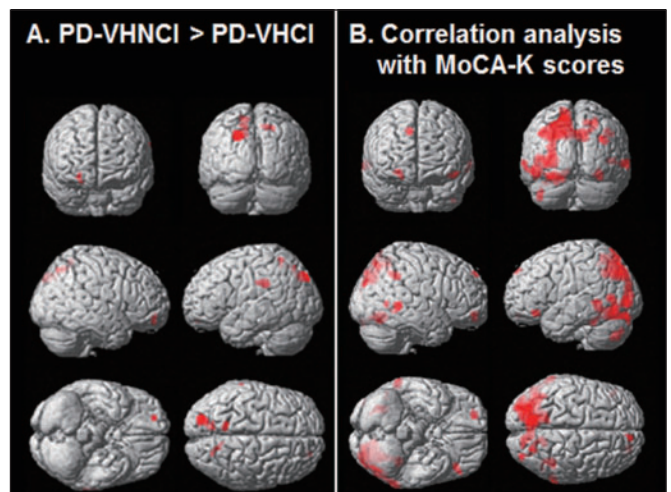 A. PD-VHNCI > PD-VHCI
B. Correlation analysis
with MoCA-K scores